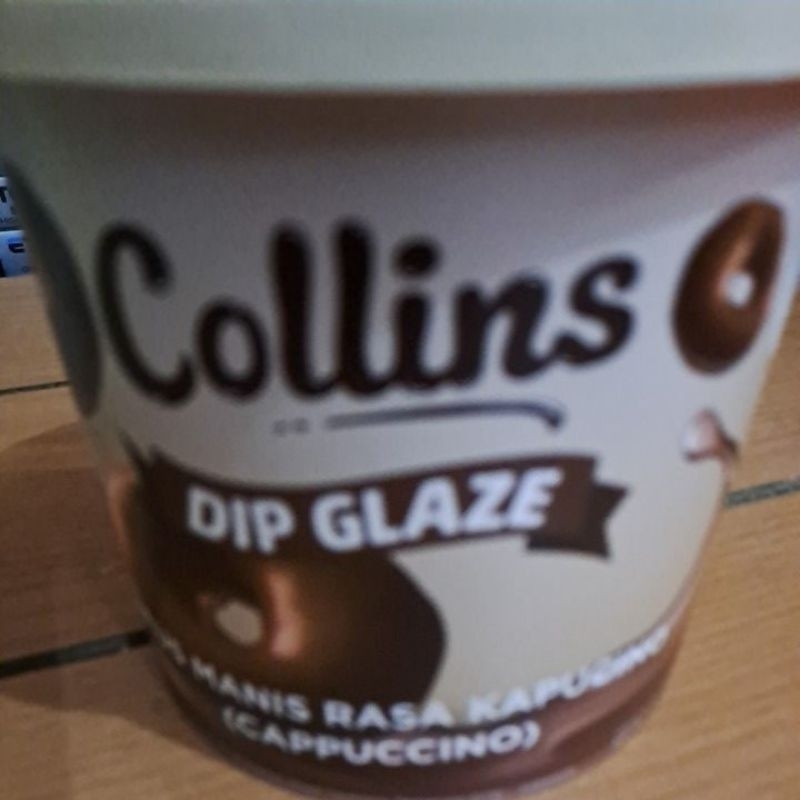 Collins
DIP GLAZE
MANIS RASA KAPUCINO
(CAPPUCCINO)